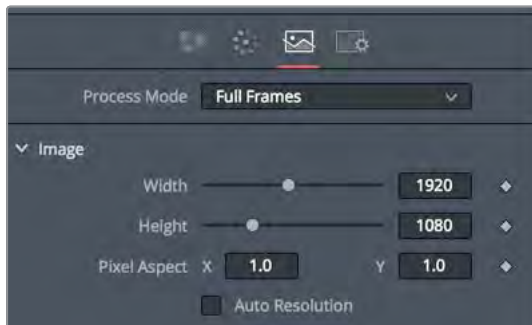 Process Mode Full Frames
Image
Width 1920
Height 1080
Pixel Aspect X 1.0 Y 1.0
Auto Resolution